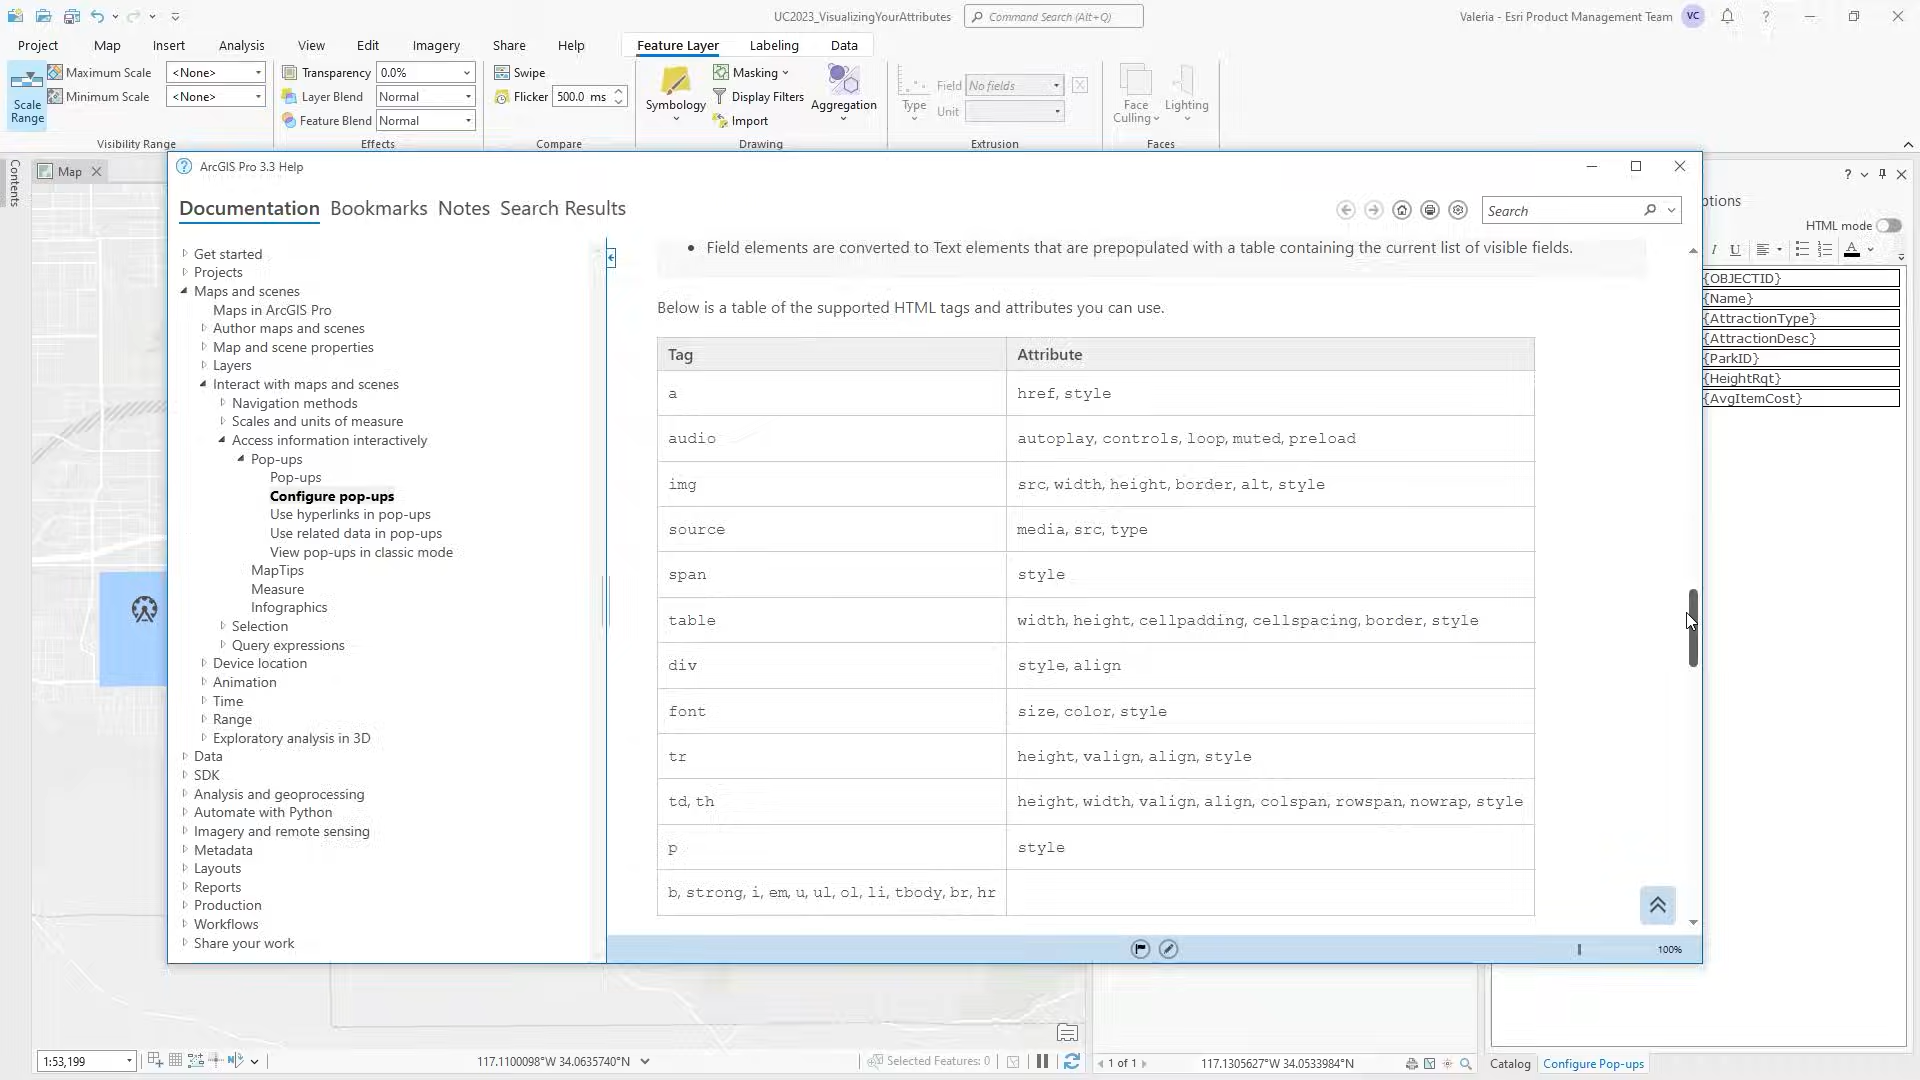 UC2023_VisualizingYourAttributes
Command Search (Alt+Q)
Valeria - Esri Product Management Team
VC
Project Map Insert Analysis View Edit Imagery Share Help Feature Layer Labeling Data
Scale Range
Maximum Scale <None>
Minimum Scale <None>
Visibility Range
Transparency 0.0%
Layer Blend Normal
Feature Blend Normal
Effects
Swipe
Flicker 500.0 ms
Compare
Symbology
Masking
Display Filters
Import
Aggregation
Drawing
Type
Field No fields
Unit
Extrusion
Face Culling
Lighting
Faces
Contents
Map
ArcGIS Pro 3.3 Help
Documentation Bookmarks Notes Search Results
Search
Get started
Projects
Maps and scenes
Maps in ArcGIS Pro
Author maps and scenes
Map and scene properties
Layers
Interact with maps and scenes
Navigation methods
Scales and units of measure
Access information interactively
Pop-ups
Pop-ups
Configure pop-ups
Use hyperlinks in pop-ups
Use related data in pop-ups
View pop-ups in classic mode
MapTips
Measure
Infographics
Selection
Query expressions
Device location
Animation
Time
Range
Exploratory analysis in 3D
Data
SDK
Analysis and geoprocessing
Automate with Python
Imagery and remote sensing
Metadata
Layouts
Reports
Production
Workflows
Share your work
• Field elements are converted to Text elements that are prepopulated with a table containing the current list of visible fields.
Below is a table of the supported HTML tags and attributes you can use.
Tag Attribute
a href, style
audio autoplay, controls, loop, muted, preload
img src, width, height, border, alt, style
source media, src, type
span style
table width, height, cellpadding, cellspacing, border, style
div style, align
font size, color, style
tr height, valign, align, style
td, th height, width, valign, align, colspan, rowspan, nowrap, style
p style
b, strong, i, em, u, ul, ol, li, tbody, br, hr
100%
ptions
HTML mode
I U A
{OBJECTID}
{Name}
{AttractionType}
{AttractionDesc}
{ParkID}
{HeightRqt}
{AvgItemCost}
1:53,199
117.1100098°W 34.0635740°N
Selected Features: 0
1 of 1
117.1305627°W 34.0533984°N
Catalog Configure Pop-ups